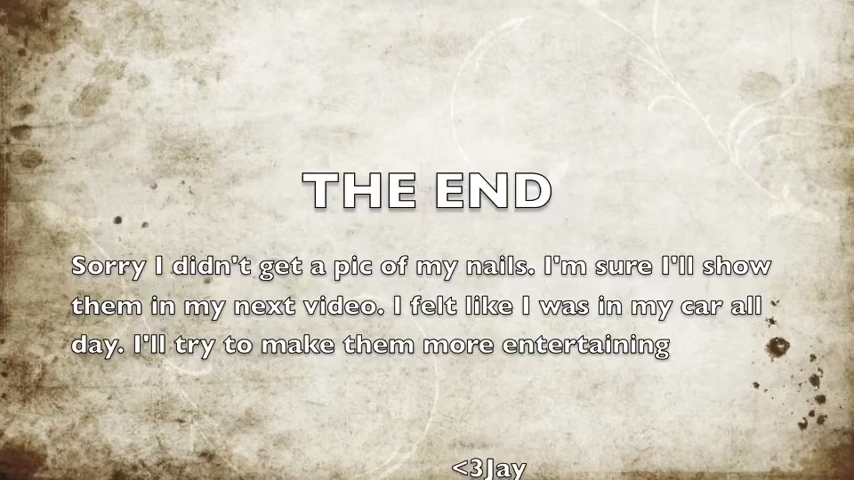 THE END
Sorry I didn't get a pic of my nails. I'm sure I'll show
them in my next video. I felt like I was in my car all
day. I'll try to make them more entertaining
<3Jay